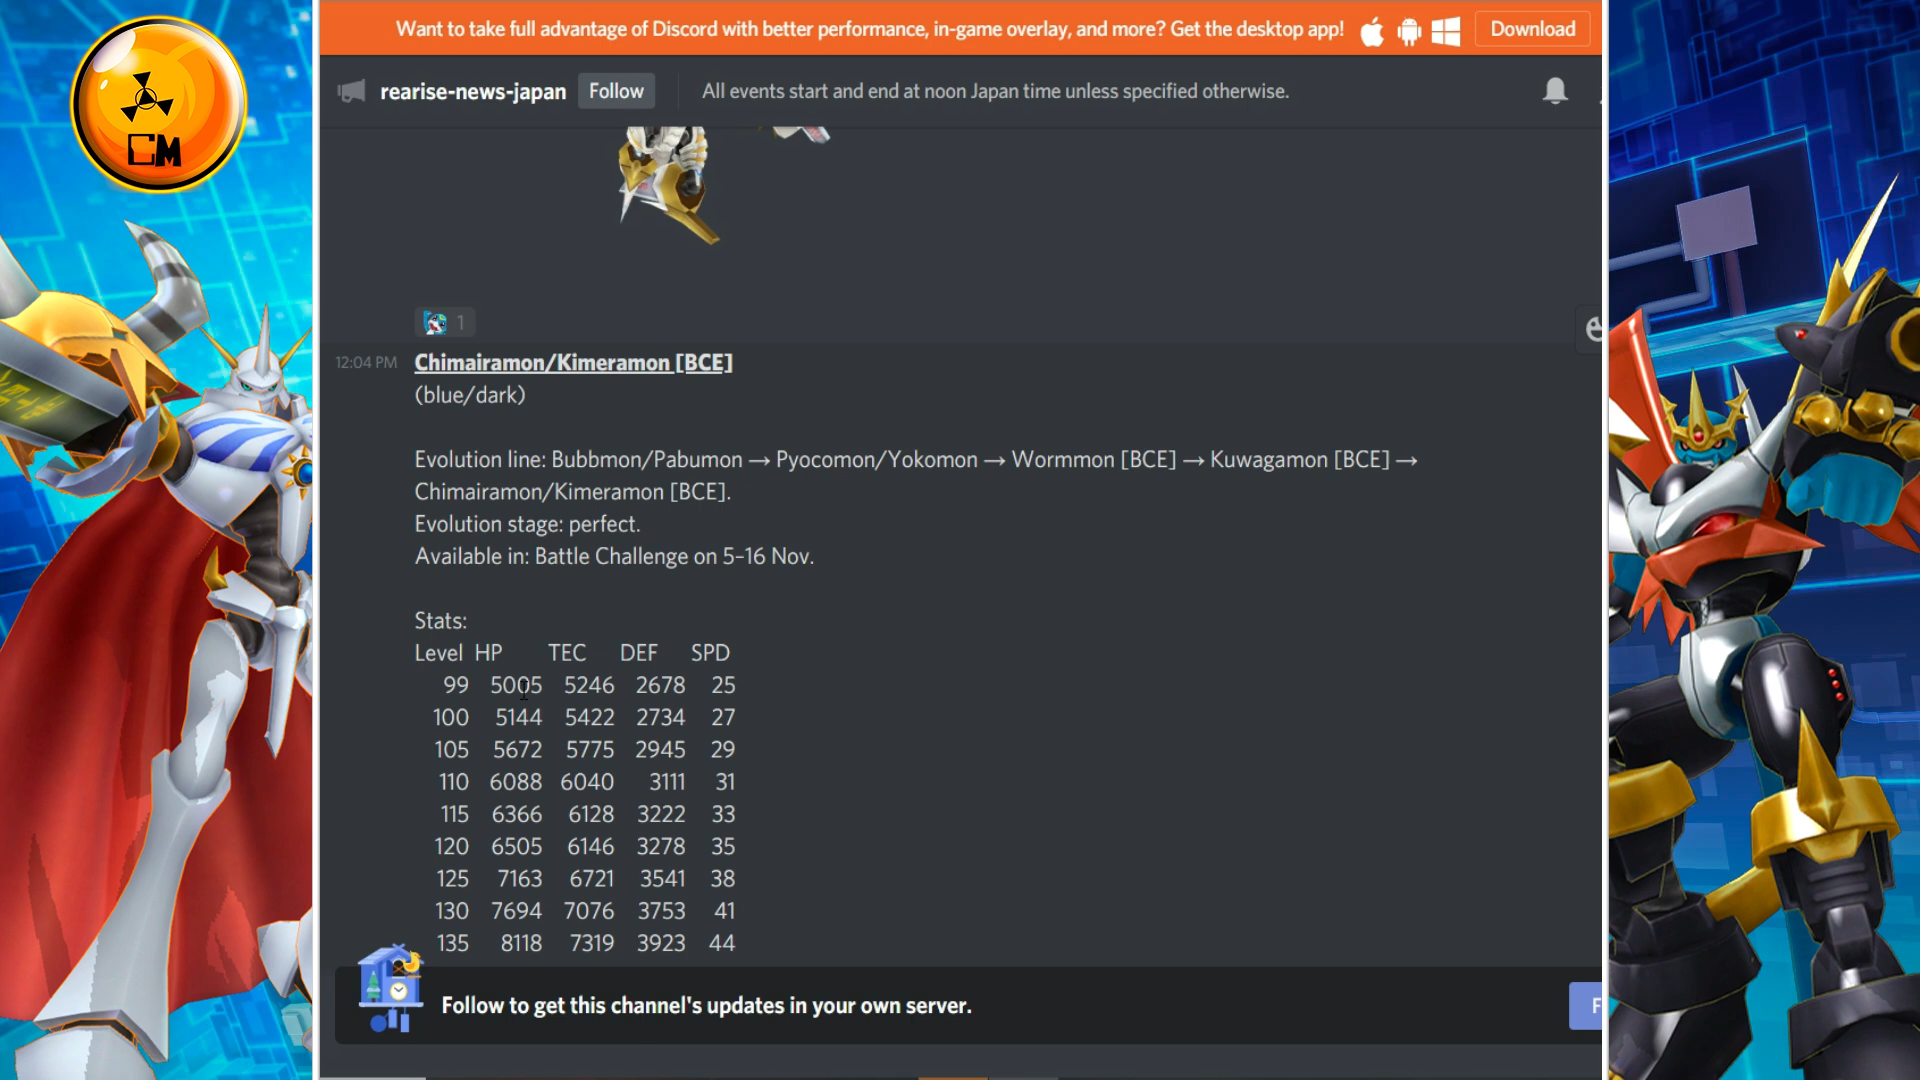 Want to take full advantage of Discord with better performance, in-game overlay, and more? Get the desktop app!
Download
CM
rearise-news-japan
Follow
All events start and end at noon Japan time unless specified otherwise.
1
12:04 PM
Chimairamon/Kimeramon [BCE]
(blue/dark)
Evolution line: Bubbmon/Pabumon → Pyocomon/Yokomon → Wormmon [BCE] → Kuwagamon [BCE] →
Chimairamon/Kimeramon [BCE].
Evolution stage: perfect.
Available in: Battle Challenge on 5–16 Nov.
Stats:
Level HP TEC DEF SPD
99 5005 5246 2678 25
100 5144 5422 2734 27
105 5672 5775 2945 29
110 6088 6040 3111 31
115 6366 6128 3222 33
120 6505 6146 3278 35
125 7163 6721 3541 38
130 7694 7076 3753 41
135 8118 7319 3923 44
Follow to get this channel's updates in your own server.
F